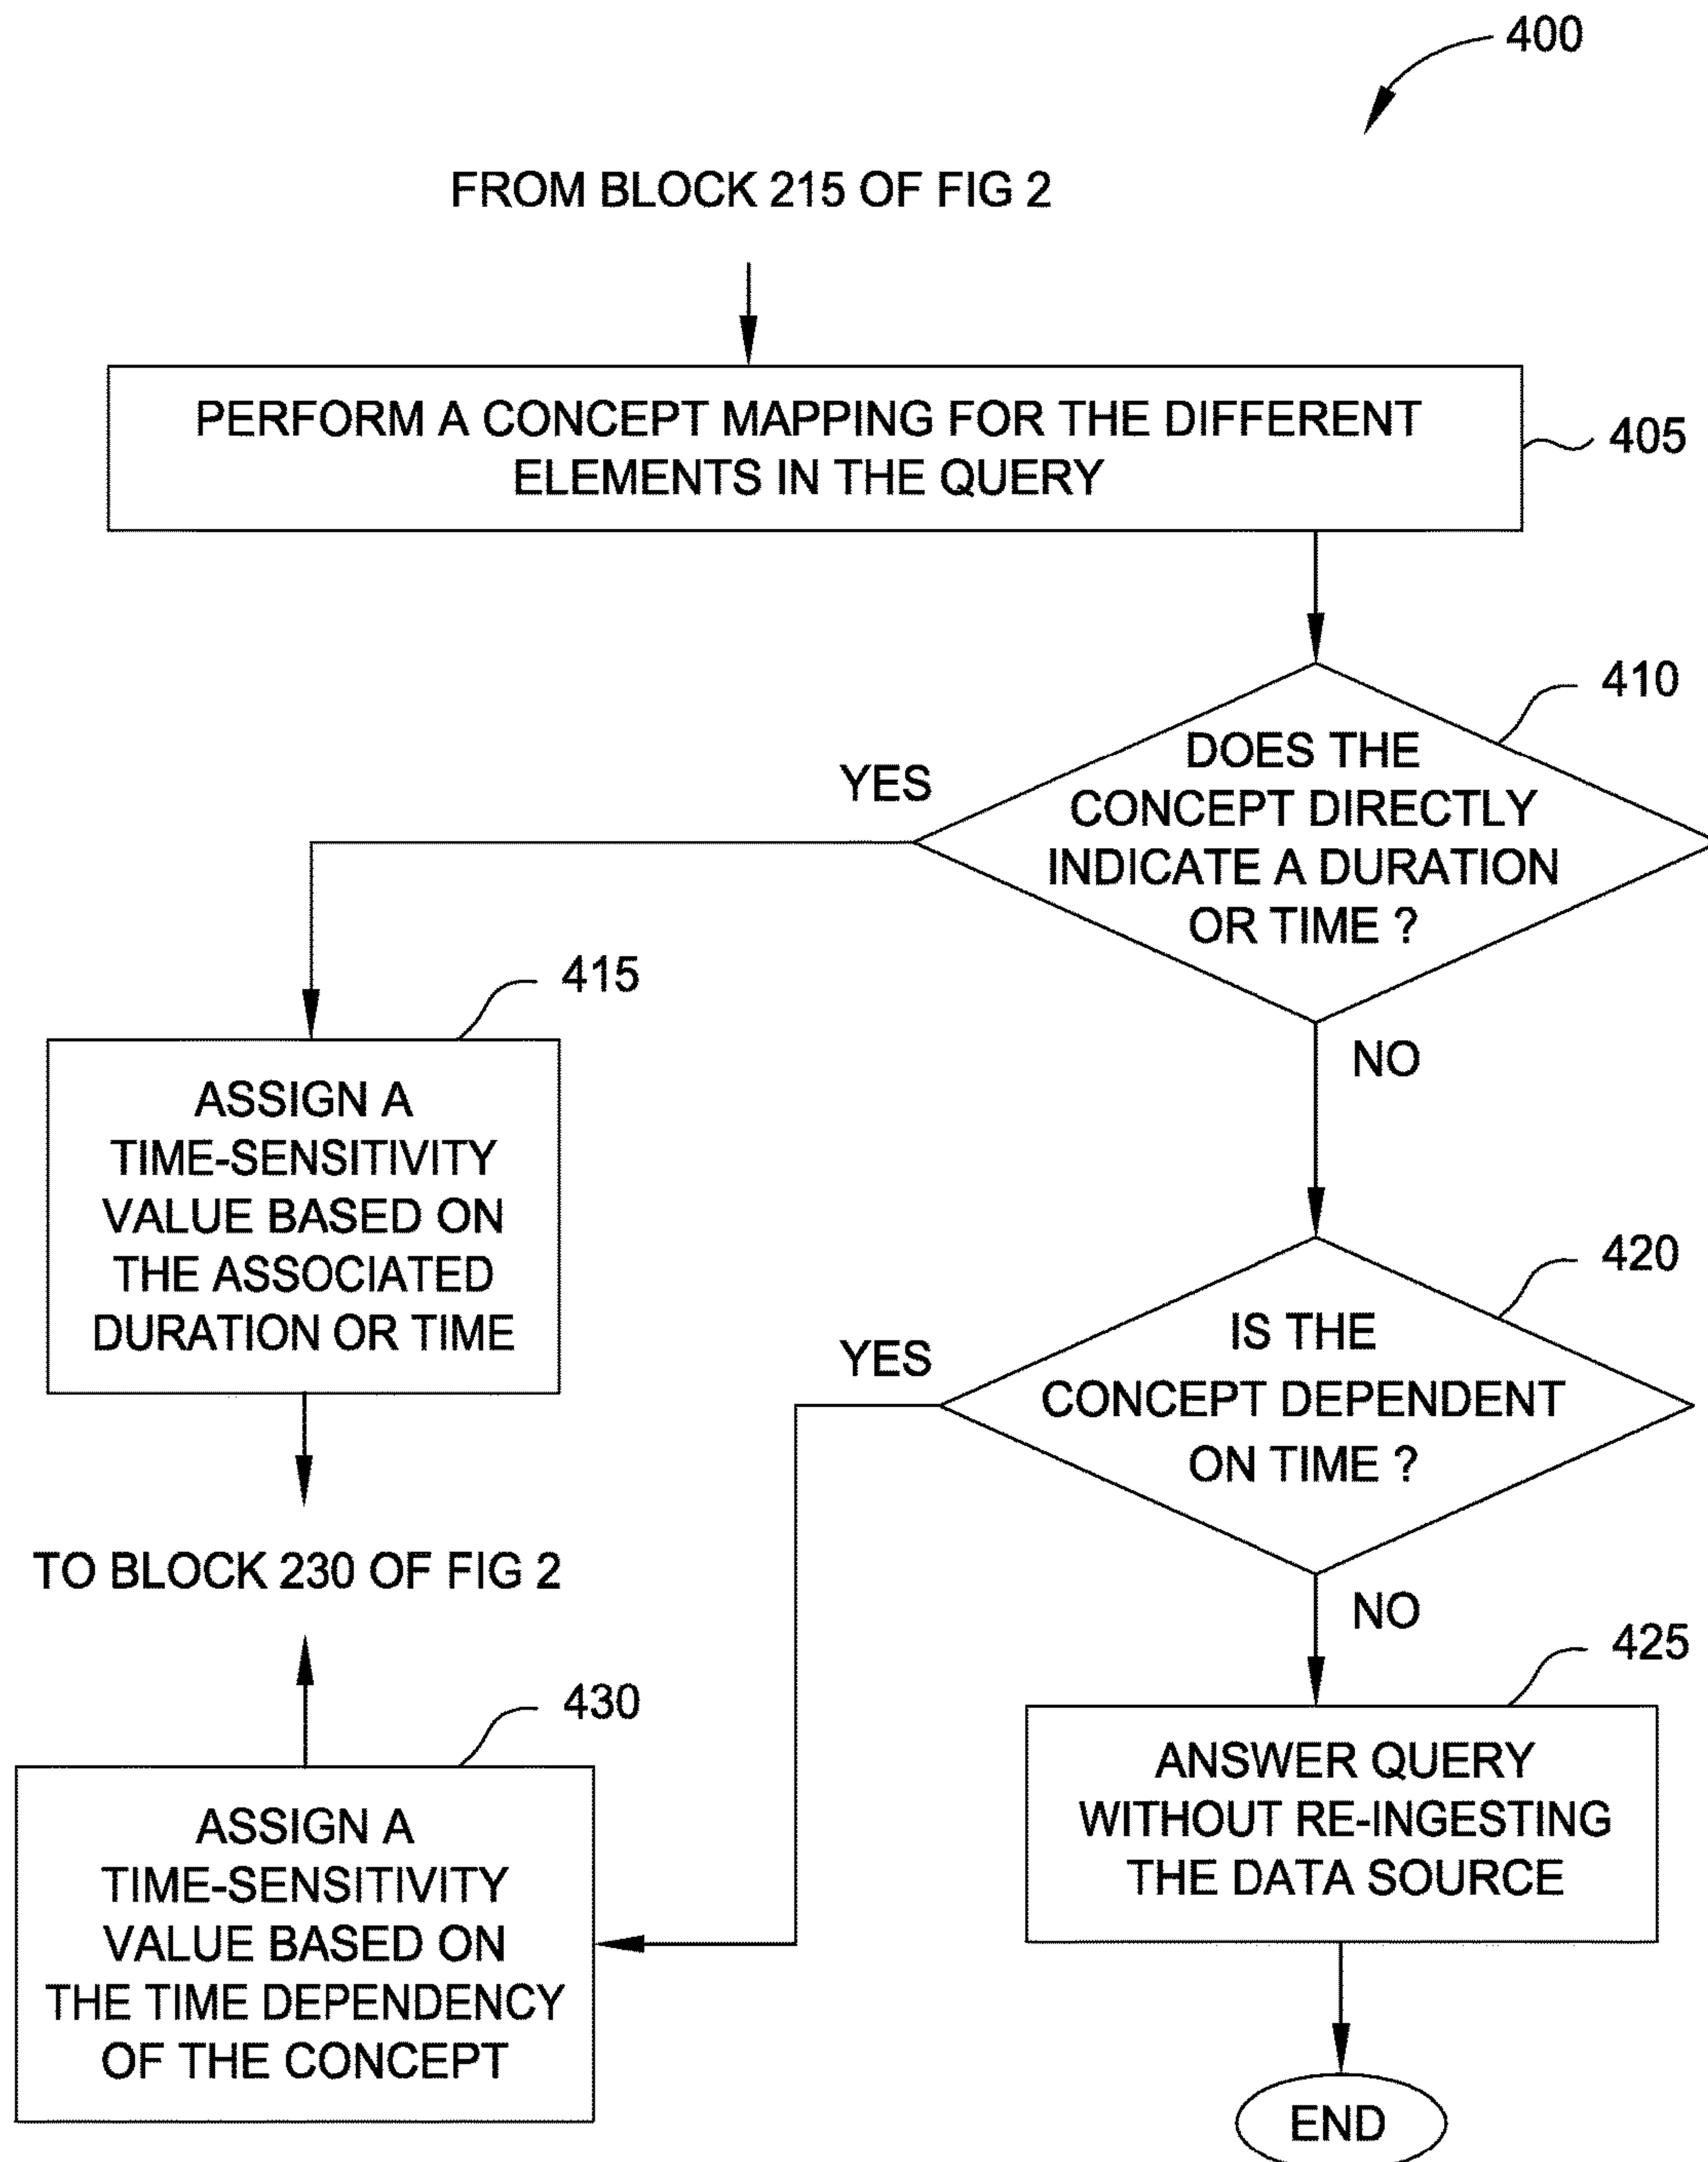 400
FROM BLOCK 215 OF FIG 2
PERFORM A CONCEPT MAPPING FOR THE DIFFERENT
ELEMENTS IN THE QUERY
405
410
DOES THE
CONCEPT DIRECTLY
INDICATE A DURATION
OR TIME ?
YES
NO
415
ASSIGN A
TIME-SENSITIVITY
VALUE BASED ON
THE ASSOCIATED
DURATION OR TIME
TO BLOCK 230 OF FIG 2
420
IS THE
CONCEPT DEPENDENT
ON TIME ?
YES
NO
430
ASSIGN A
TIME-SENSITIVITY
VALUE BASED ON
THE TIME DEPENDENCY
OF THE CONCEPT
425
ANSWER QUERY
WITHOUT RE-INGESTING
THE DATA SOURCE
END